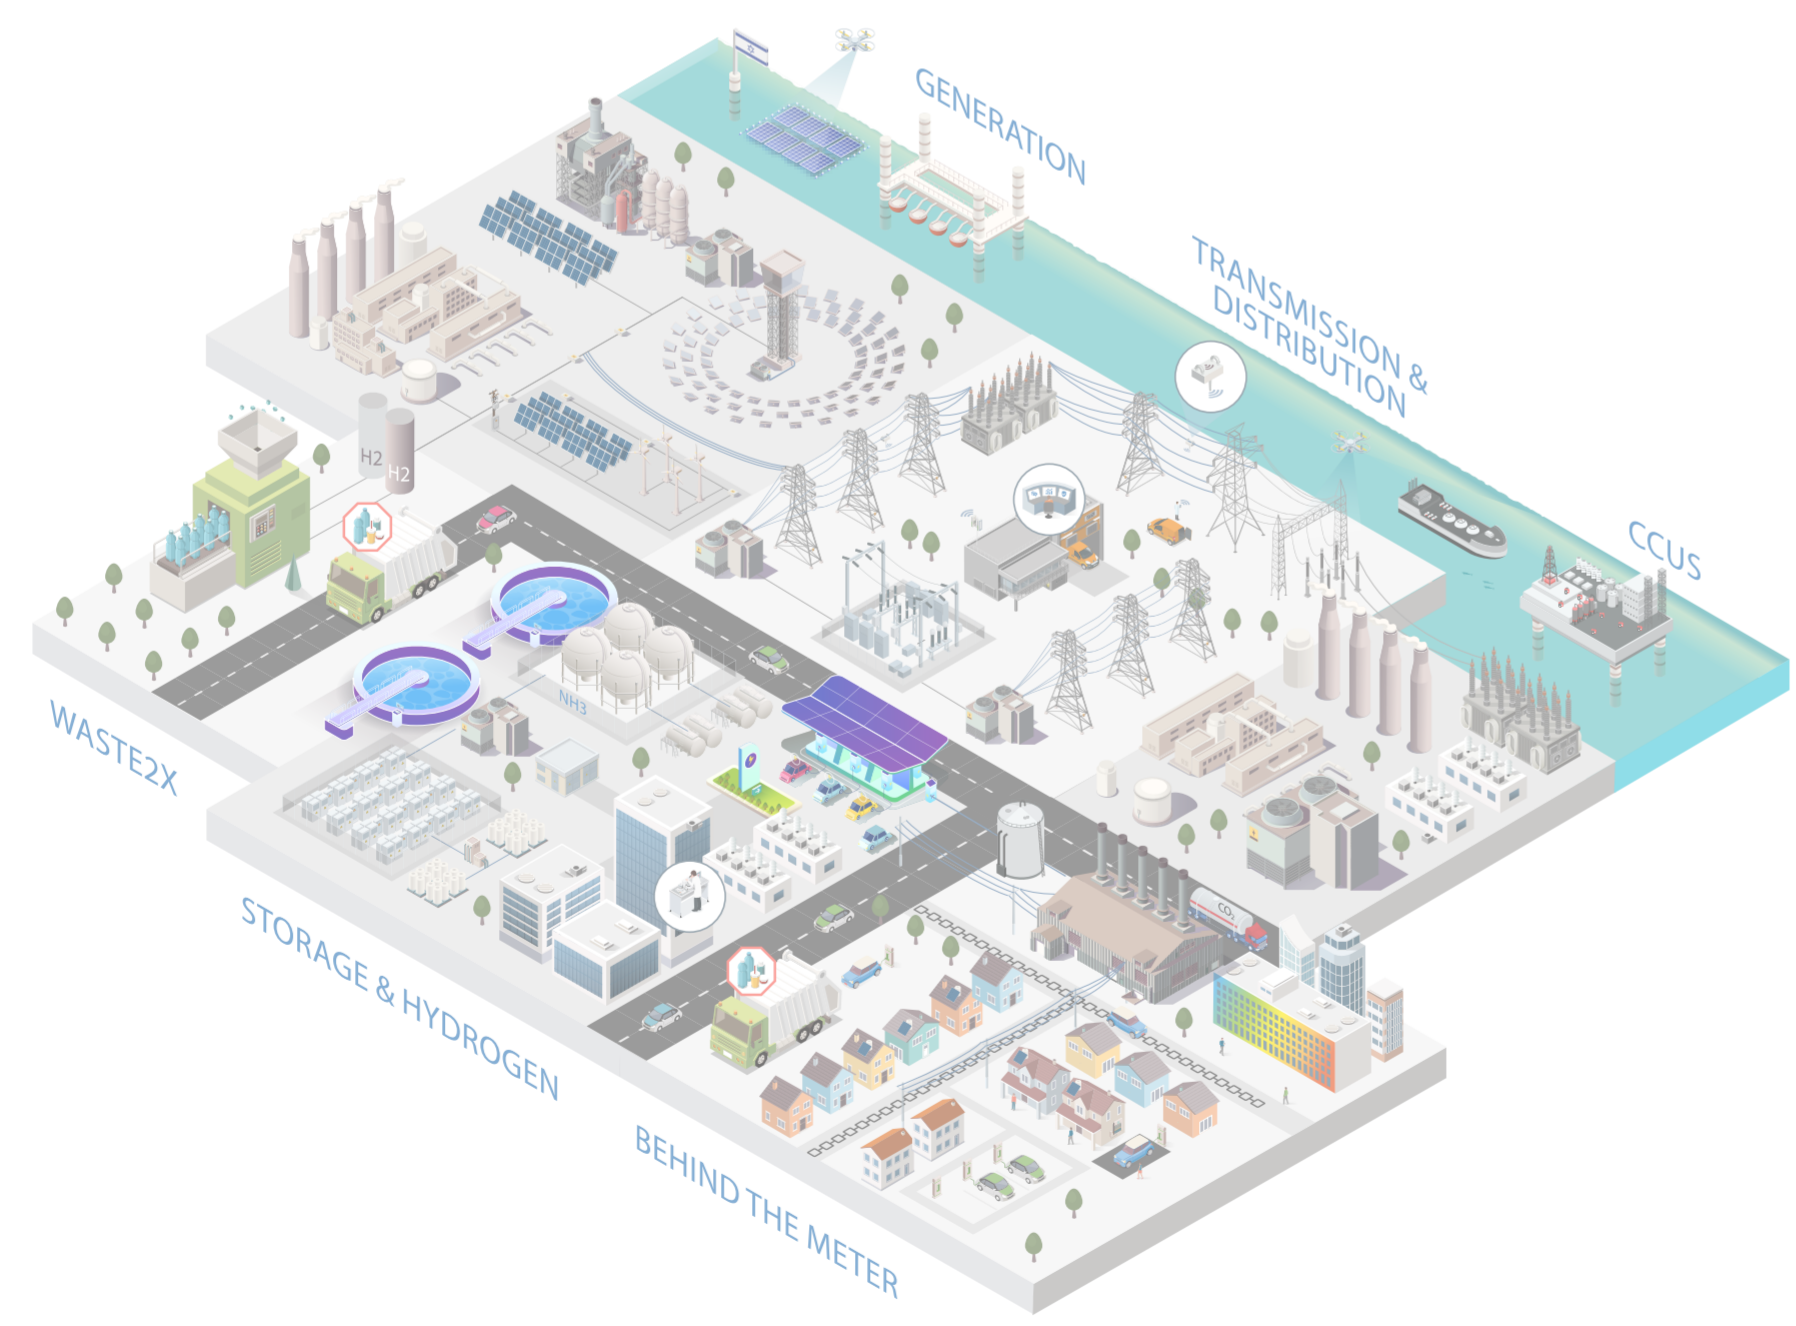 GENERATION
TRANSMISSION &
DISTRIBUTION
CCUS
H2
H2
NH3
WASTE2X
CO2
STORAGE & HYDROGEN
BEHIND THE METER